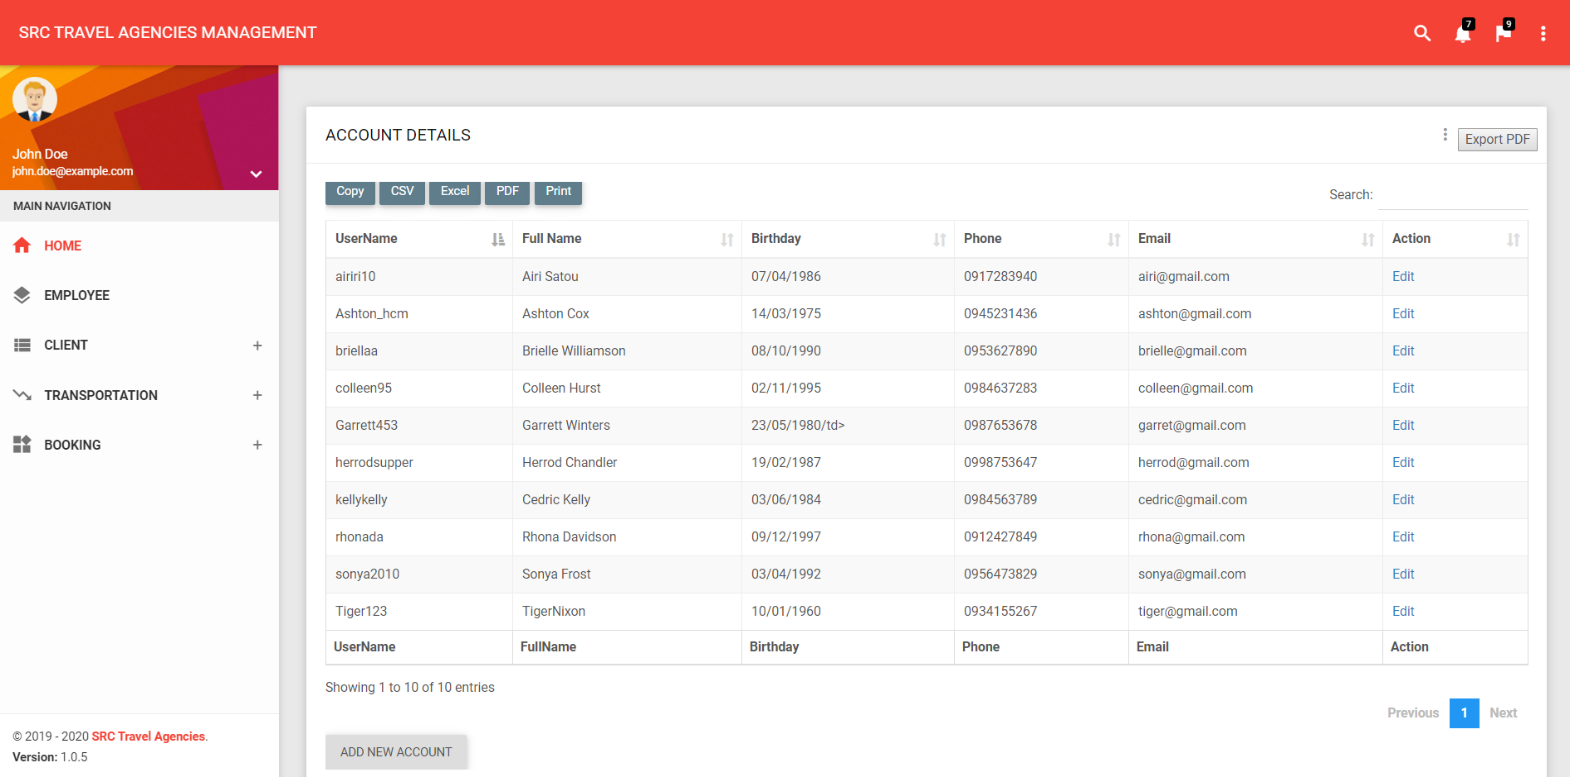 SRC TRAVEL AGENCIES MANAGEMENT
7 9
John Doe
john.doe@example.com
MAIN NAVIGATION
HOME
EMPLOYEE
CLIENT +
TRANSPORTATION +
BOOKING +
© 2019 - 2020 SRC Travel Agencies.
Version: 1.0.5
ACCOUNT DETAILS
Export PDF
Copy CSV Excel PDF Print
Search:
UserName Full Name Birthday Phone Email Action
airiri10 Airi Satou 07/04/1986 0917283940 airi@gmail.com Edit
Ashton_hcm Ashton Cox 14/03/1975 0945231436 ashton@gmail.com Edit
briellaa Brielle Williamson 08/10/1990 0953627890 brielle@gmail.com Edit
colleen95 Colleen Hurst 02/11/1995 0984637283 colleen@gmail.com Edit
Garrett453 Garrett Winters 23/05/1980/td> 0987653678 garret@gmail.com Edit
herrodsupper Herrod Chandler 19/02/1987 0998753647 herrod@gmail.com Edit
kellykelly Cedric Kelly 03/06/1984 0984563789 cedric@gmail.com Edit
rhonada Rhona Davidson 09/12/1997 0912427849 rhona@gmail.com Edit
sonya2010 Sonya Frost 03/04/1992 0956473829 sonya@gmail.com Edit
Tiger123 TigerNixon 10/01/1960 0934155267 tiger@gmail.com Edit
UserName FullName Birthday Phone Email Action
Showing 1 to 10 of 10 entries
Previous 1 Next
ADD NEW ACCOUNT